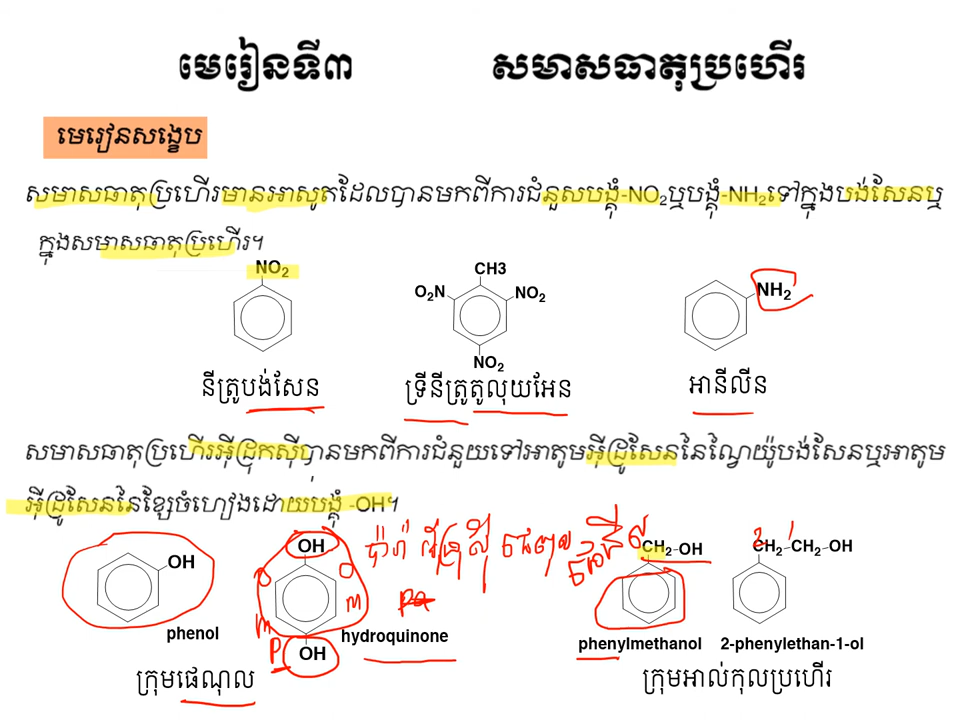 មេរៀនទី៣ សមាសធាតុប្រហើរ
មេរៀនសង្ខេប
សមាសធាតុប្រហើរមានអាសូតដែលបានមកពីការជំនួសបង្គុំ-NO2ឬបង្គុំ-NH2ទៅក្នុងបង់សែនឬ
ក្នុងសមាសធាតុប្រហើរ។
NO2
CH3
O2N NO2
NO2
NH2
នីត្រូបង់សែន ទ្រីនីត្រូតូលុយអែន អានីលីន
សមាសធាតុប្រហើរអ៊ីដ្រុកស៊ីបានមកពីការជំនួយទៅអាតូមអ៊ីដ្រូសែននៃណ្វៃយ៉ូបង់សែនឬអាតូម
អ៊ីដ្រូសែននៃខ្សែចំហៀងដោយបង្គុំ -OH។
OH
OH
o o
m m
p
OH
CH2-OH
2 1
CH2-CH2-OH
phenol hydroquinone phenylmethanol 2-phenylethan-1-ol
ក្រុមផេណុល ក្រុមអាល់កុលប្រហើរ